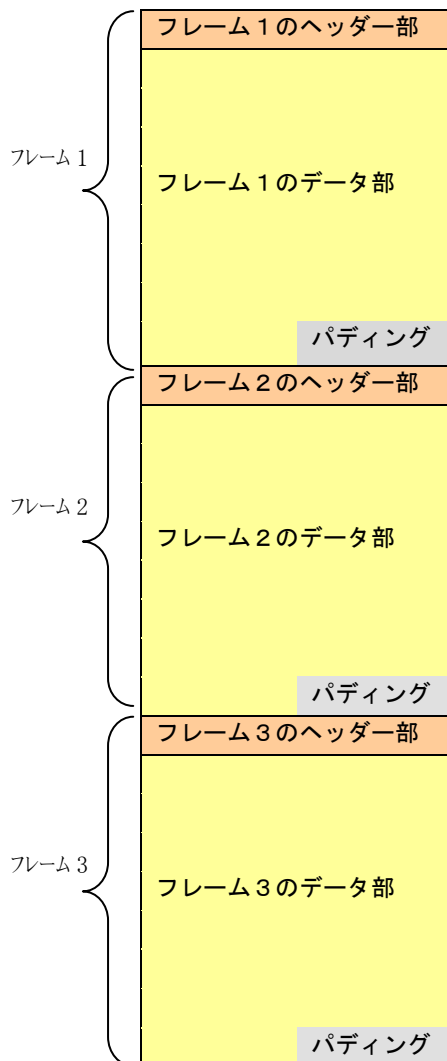 フレーム１のヘッダー部
フレーム１
フレーム１のデータ部
パディング
フレーム２のヘッダー部
フレーム２
フレーム２のデータ部
パディング
フレーム３のヘッダー部
フレーム３
フレーム３のデータ部
パディング